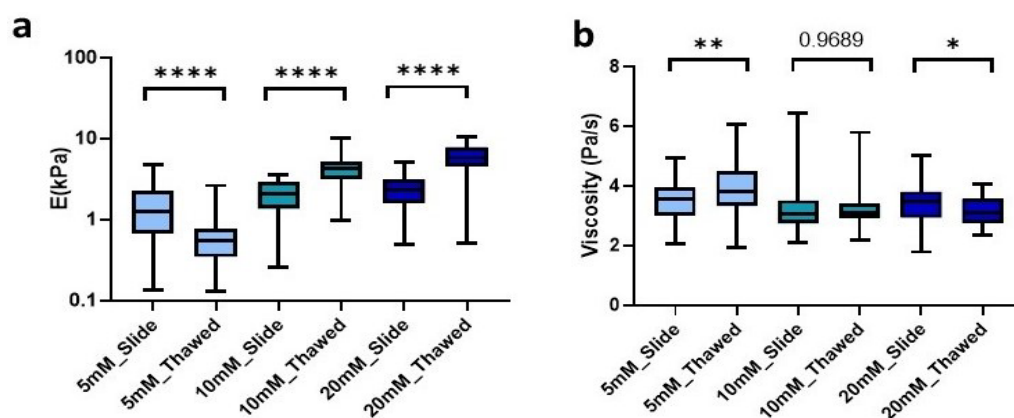 a
E(kPa)
100
10
1
0.1
**** **** ****
5mM_Slide
5mM_Thawed
10mM_Slide
10mM_Thawed
20mM_Slide
20mM_Thawed
b
Viscosity (Pa/s)
8
6
4
2
0
** 0.9689 *
5mM_Slide
5mM_Thawed
10mM_Slide
10mM_Thawed
20mM_Slide
20mM_Thawed